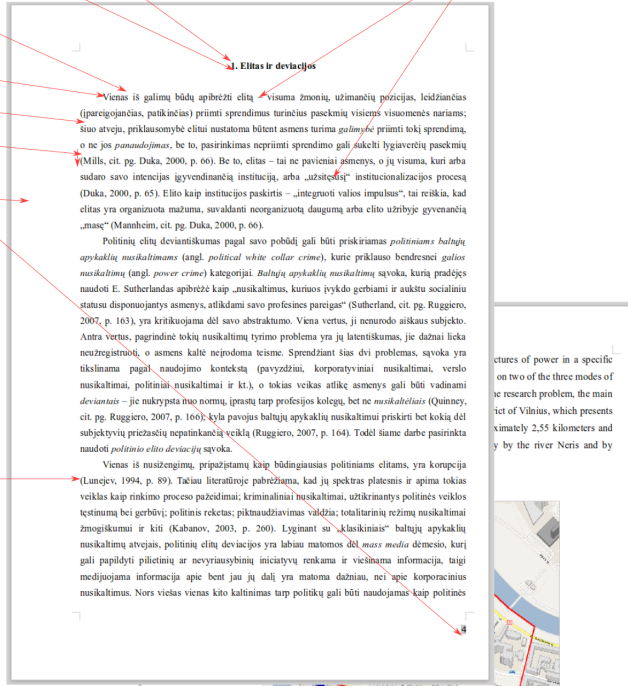 1. Elitas ir deviacijos
Vienas iš galimų būdų apibrėžti elitą – visuma žmonių, užimančių pozicijas, leidžiančias
(įpareigojančias, patikinčias) priimti sprendimus turinčius pasekmių visiems visuomenės nariams;
šiuo atveju, priklausomybė elitui nustatoma būtent asmens turima galimybė priimti tokį sprendimą,
o ne jos panaudojimas, be to, pasirinkimas nepriimti sprendimo gali sukelti lygiaverčių pasekmių
(Mills, cit. pg. Duka, 2000, p. 66). Be to, elitas – tai ne pavieniai asmenys, o jų visuma, kuri arba
sudaro savo intencijas įgyvendinančią instituciją, arba „užsitęsusį“ institucionalizacijos procesą
(Duka, 2000, p. 65). Elito kaip institucijos paskirtis – „integruoti valios impulsus“, tai reiškia, kad
elitas yra organizuota mažuma, suvaldanti neorganizuotą daugumą arba elito užribyje gyvenančią
„masę“ (Mannheim, cit. pg. Duka, 2000, p. 66).
Politinių elitų deviantiškumas pagal savo pobūdį gali būti priskiriamas politiniams baltųjų
apykaklių nusikaltimams (angl. political white collar crime), kurie priklauso bendresnei galios
nusikaltimų (angl. power crime) kategorijai. Baltųjų apykaklių nusikaltimų sąvoka, kurią pradėjęs
naudoti E. Sutherlandas apibrėžė kaip „nusikaltimus, kuriuos įvykdo gerbiami ir aukštu socialiniu
statusu disponuojantys asmenys, atlikdami savo profesines pareigas“ (Sutherland, cit. pg. Ruggiero,
2007, p. 163), yra kritikuojama dėl savo abstraktumo. Viena vertus, ji nenurodo aiškaus subjekto.
Antra vertus, pagrindinė tokių nusikaltimų tyrimo problema yra jų latentiškumas, jie dažnai lieka
neužregistruoti, o asmens kaltė neįrodoma teisme. Sprendžiant šias dvi problemas, sąvoka yra
tikslinama pagal naudojimo kontekstą (pavyzdžiui, korporatyviniai nusikaltimai, verslo
nusikaltimai, politiniai nusikaltimai ir kt.), o tokias veikas atlikę asmenys gali būti vadinami
deviantais – jie nukrypsta nuo normų, įprastų tarp profesijos kolegų, bet ne nusikaltėliais (Quinney,
cit. pg. Ruggiero, 2007, p. 166); kyla pavojus baltųjų apykaklių nusikaltimui priskirti bet kokią dėl
subjektyvių priežasčių nepatinkančią veiklą (Ruggiero, 2007, p. 164). Todėl šiame darbe pasirinkta
naudoti politinio elito deviacijų sąvoka.
Vienas iš nusižengimų, pripažįstamų kaip būdingiausias politiniams elitams, yra korupcija
(Lunejev, 1994, p. 89). Tačiau literatūroje pabrėžiama, kad jų spektras platesnis ir apima tokias
veiklas kaip rinkimo proceso pažeidimai; kriminaliniai nusikaltimai, užtikrinantys politinės veiklos
tęstinumą bei gerbūvį; politinis reketas; piktnaudžiavimas valdžia; totalitarinių režimų nusikaltimai
žmogiškumui ir kiti (Kabanov, 2003, p. 260). Lyginant su „klasikiniais“ baltųjų apykaklių
nusikaltimų atvejais, politinių elitų deviacijos yra labiau matomos dėl mass media dėmesio, kurį
gali papildyti pilietinių ar nevyriausybinių iniciatyvų renkama ir viešinama informacija, taigi
medijuojama informacija apie bent jau jų dalį yra matoma dažniau, nei apie korporacinius
nusikaltimus. Nors viešas vienas kito kaltinimas tarp politikų gali būti naudojamas kaip politinės
4
ctures of power in a specific
on two of the three modes of
he research problem, the main
rict of Vilnius, which presents
ximately 2,55 kilometers and
y by the river Neris and by